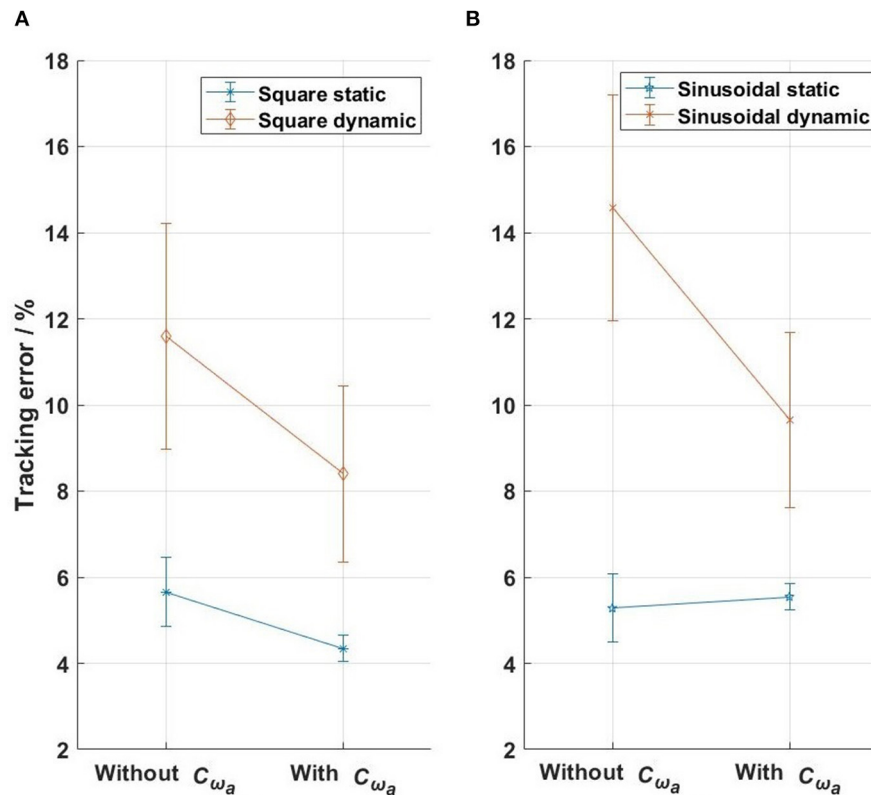 A
18
16
14
12
10
8
6
4
2
Tracking error / %
Square static
Square dynamic
Without Cωa
With Cωa
B
18
16
14
12
10
8
6
4
2
Sinusoidal static
Sinusoidal dynamic
Without Cωa
With Cωa